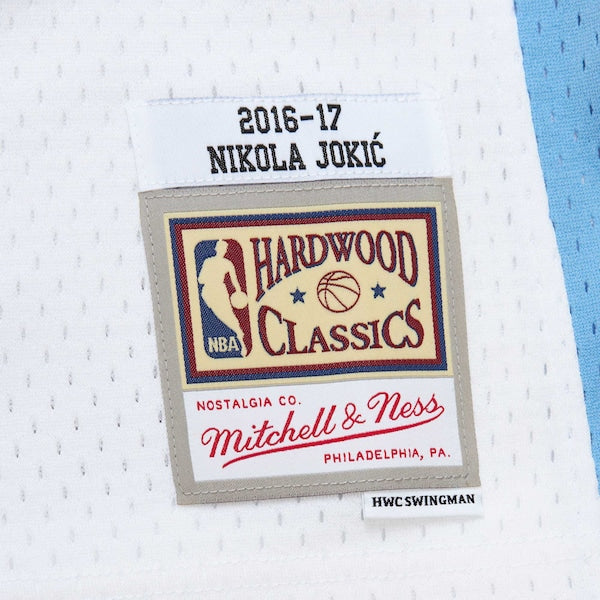 2016-17
NIKOLA JOKIĆ
HARDWOOD
NBA
CLASSICS
NOSTALGIA CO.
Mitchell & Ness
PHILADELPHIA, PA.
HWC SWINGMAN